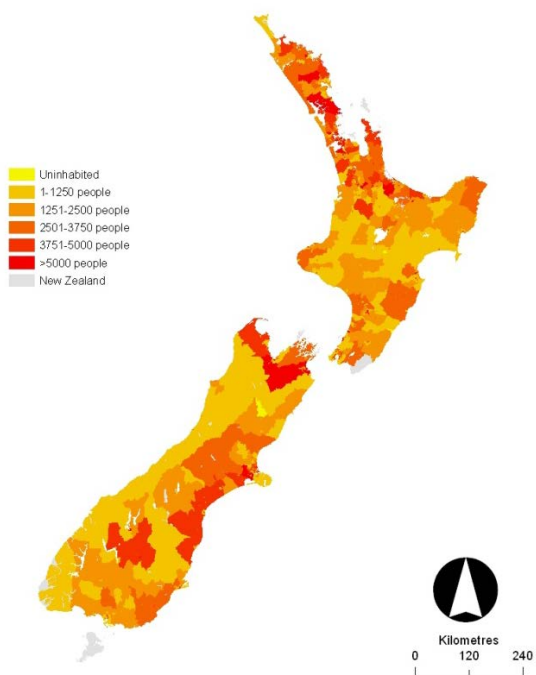 Uninhabited
1-1250 people
1251-2500 people
2501-3750 people
3751-5000 people
>5000 people
New Zealand
Kilometres
0 120 240